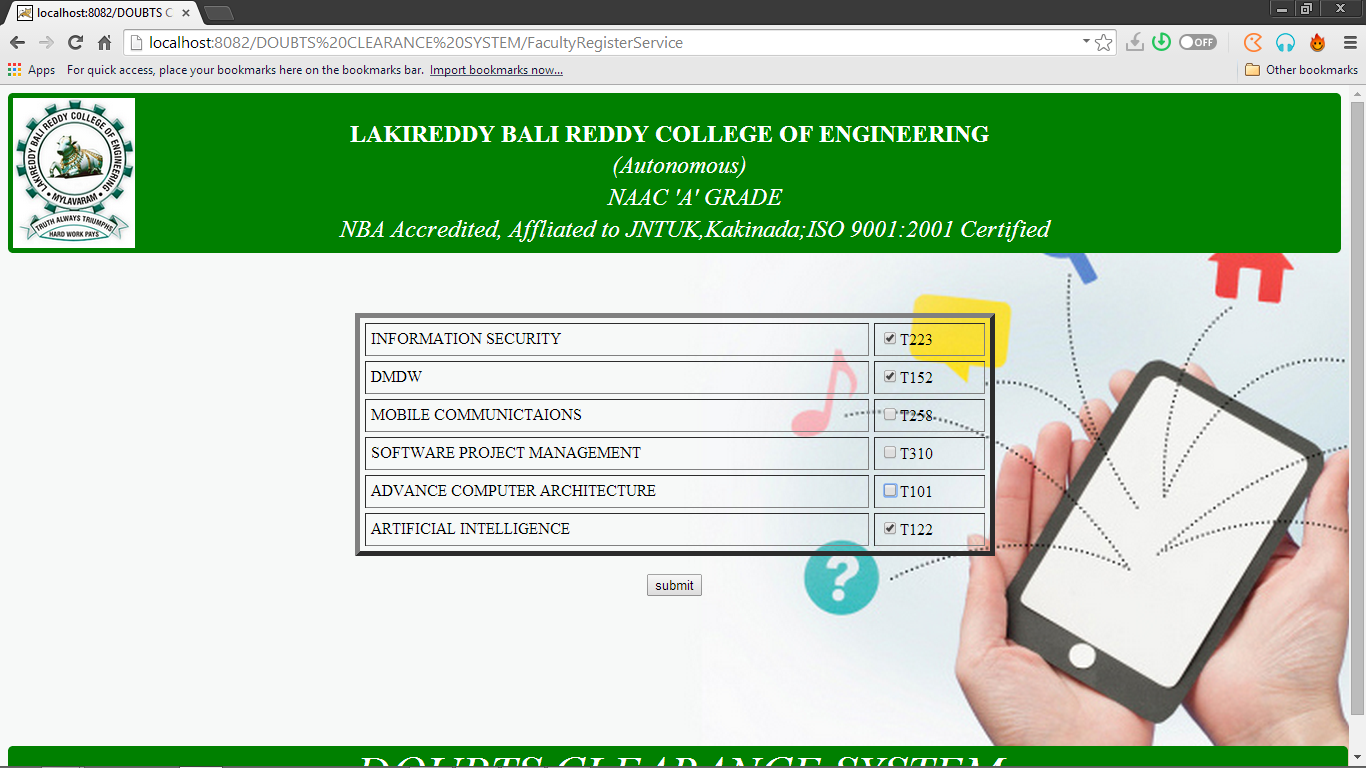 localhost:8082/DOUBTS C
localhost:8082/DOUBTS%20CLEARANCE%20SYSTEM/FacultyRegisterService
OFF
Apps For quick access, place your bookmarks here on the bookmarks bar. Import bookmarks now... Other bookmarks
LAKIREDDY BALI REDDY COLLEGE OF ENGINEERING
MYLAVARAM
TRUTH ALWAYS TRIUMPHS
HARD WORK PAYS
LAKIREDDY BALI REDDY COLLEGE OF ENGINEERING
(Autonomous)
NAAC 'A' GRADE
NBA Accredited, Affliated to JNTUK,Kakinada;ISO 9001:2001 Certified
INFORMATION SECURITY T223
DMDW T152
MOBILE COMMUNICTAIONS T258
SOFTWARE PROJECT MANAGEMENT T310
ADVANCE COMPUTER ARCHITECTURE T101
ARTIFICIAL INTELLIGENCE T122
?
submit
DOUBTS CLEARANCE SYSTEM